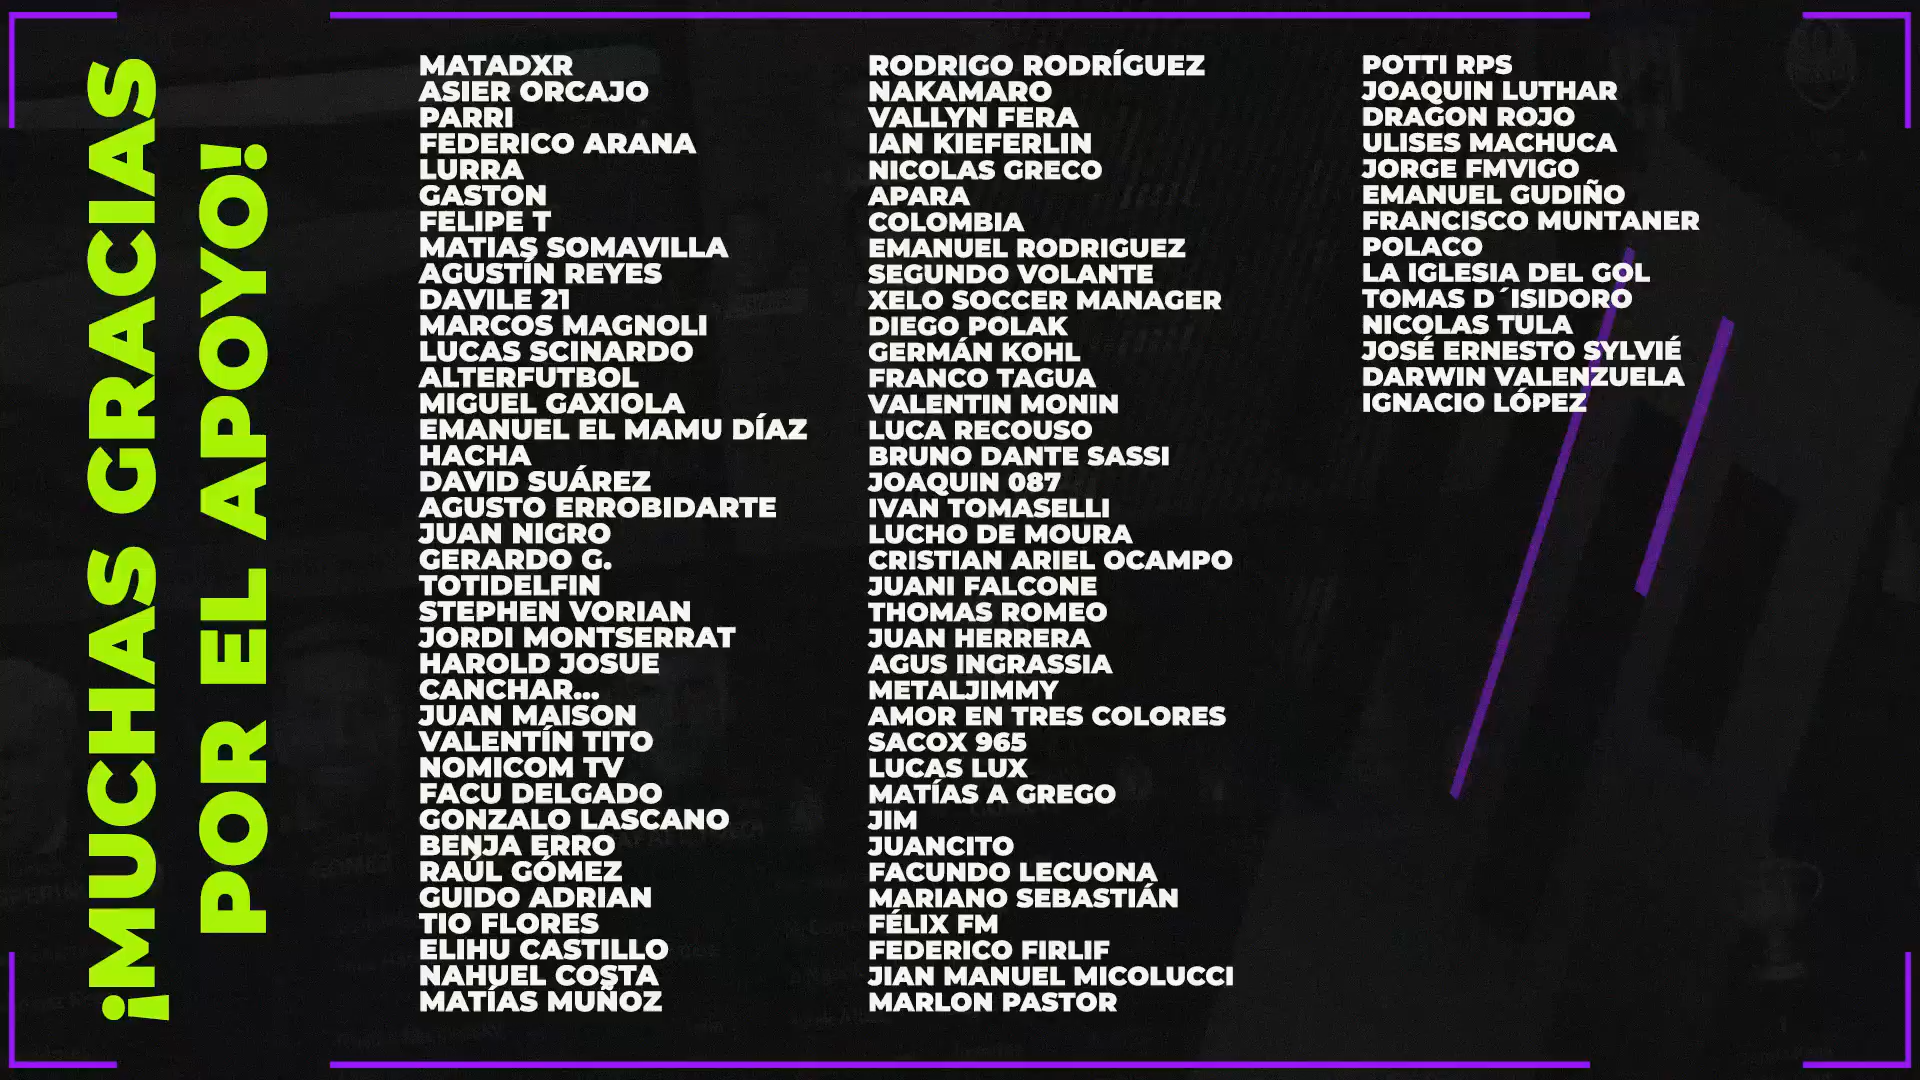 ¡MUCHAS GRACIAS
POR EL APOYO!
MATADXR
ASIER ORCAJO
PARRI
FEDERICO ARANA
LURRA
GASTON
FELIPE T
MATIAS SOMAVILLA
AGUSTÍN REYES
DAVILE 21
MARCOS MAGNOLI
LUCAS SCINARDO
ALTERFUTBOL
MIGUEL GAXIOLA
EMANUEL EL MAMU DÍAZ
HACHA
DAVID SUÁREZ
AGUSTO ERROBIDARTE
JUAN NIGRO
GERARDO G.
TOTIDELFIN
STEPHEN VORIAN
JORDI MONTSERRAT
HAROLD JOSUE
CANCHAR...
JUAN MAISON
VALENTÍN TITO
NOMICOM TV
FACU DELGADO
GONZALO LASCANO
BENJA ERRO
RAÚL GÓMEZ
GUIDO ADRIAN
TIO FLORES
ELIHU CASTILLO
NAHUEL COSTA
MATÍAS MUÑOZ
RODRIGO RODRÍGUEZ
NAKAMARO
VALLYN FERA
IAN KIEFERLIN
NICOLAS GRECO
APARA
COLOMBIA
EMANUEL RODRIGUEZ
SEGUNDO VOLANTE
XELO SOCCER MANAGER
DIEGO POLAK
GERMÁN KOHL
FRANCO TAGUA
VALENTIN MONIN
LUCA RECOUSO
BRUNO DANTE SASSI
JOAQUIN 087
IVAN TOMASELLI
LUCHO DE MOURA
CRISTIAN ARIEL OCAMPO
JUANI FALCONE
THOMAS ROMEO
JUAN HERRERA
AGUS INGRASSIA
METALJIMMY
AMOR EN TRES COLORES
SACOX 965
LUCAS LUX
MATÍAS A GREGO
JIM
JUANCITO
FACUNDO LECUONA
MARIANO SEBASTIÁN
FÉLIX FM
FEDERICO FIRLIF
JIAN MANUEL MICOLUCCI
MARLON PASTOR
POTTI RPS
JOAQUIN LUTHAR
DRAGON ROJO
ULISES MACHUCA
JORGE FMVIGO
EMANUEL GUDIÑO
FRANCISCO MUNTANER
POLACO
LA IGLESIA DEL GOL
TOMAS D´ISIDORO
NICOLAS TULA
JOSÉ ERNESTO SYLVIÉ
DARWIN VALENZUELA
IGNACIO LÓPEZ